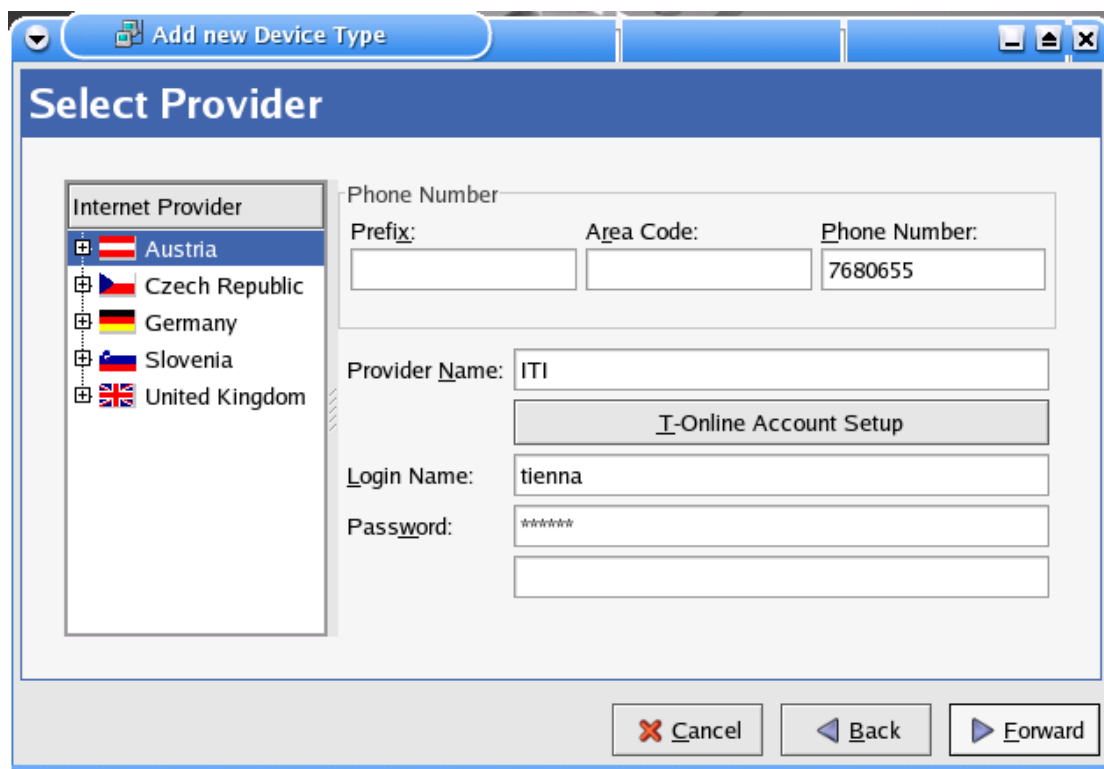 Add new Device Type
Select Provider
Internet Provider
Austria
Czech Republic
Germany
Slovenia
United Kingdom
Phone Number
Prefix:
Area Code:
Phone Number:
7680655
Provider Name:
ITI
T-Online Account Setup
Login Name:
tienna
Password:
******
Cancel
Back
Forward